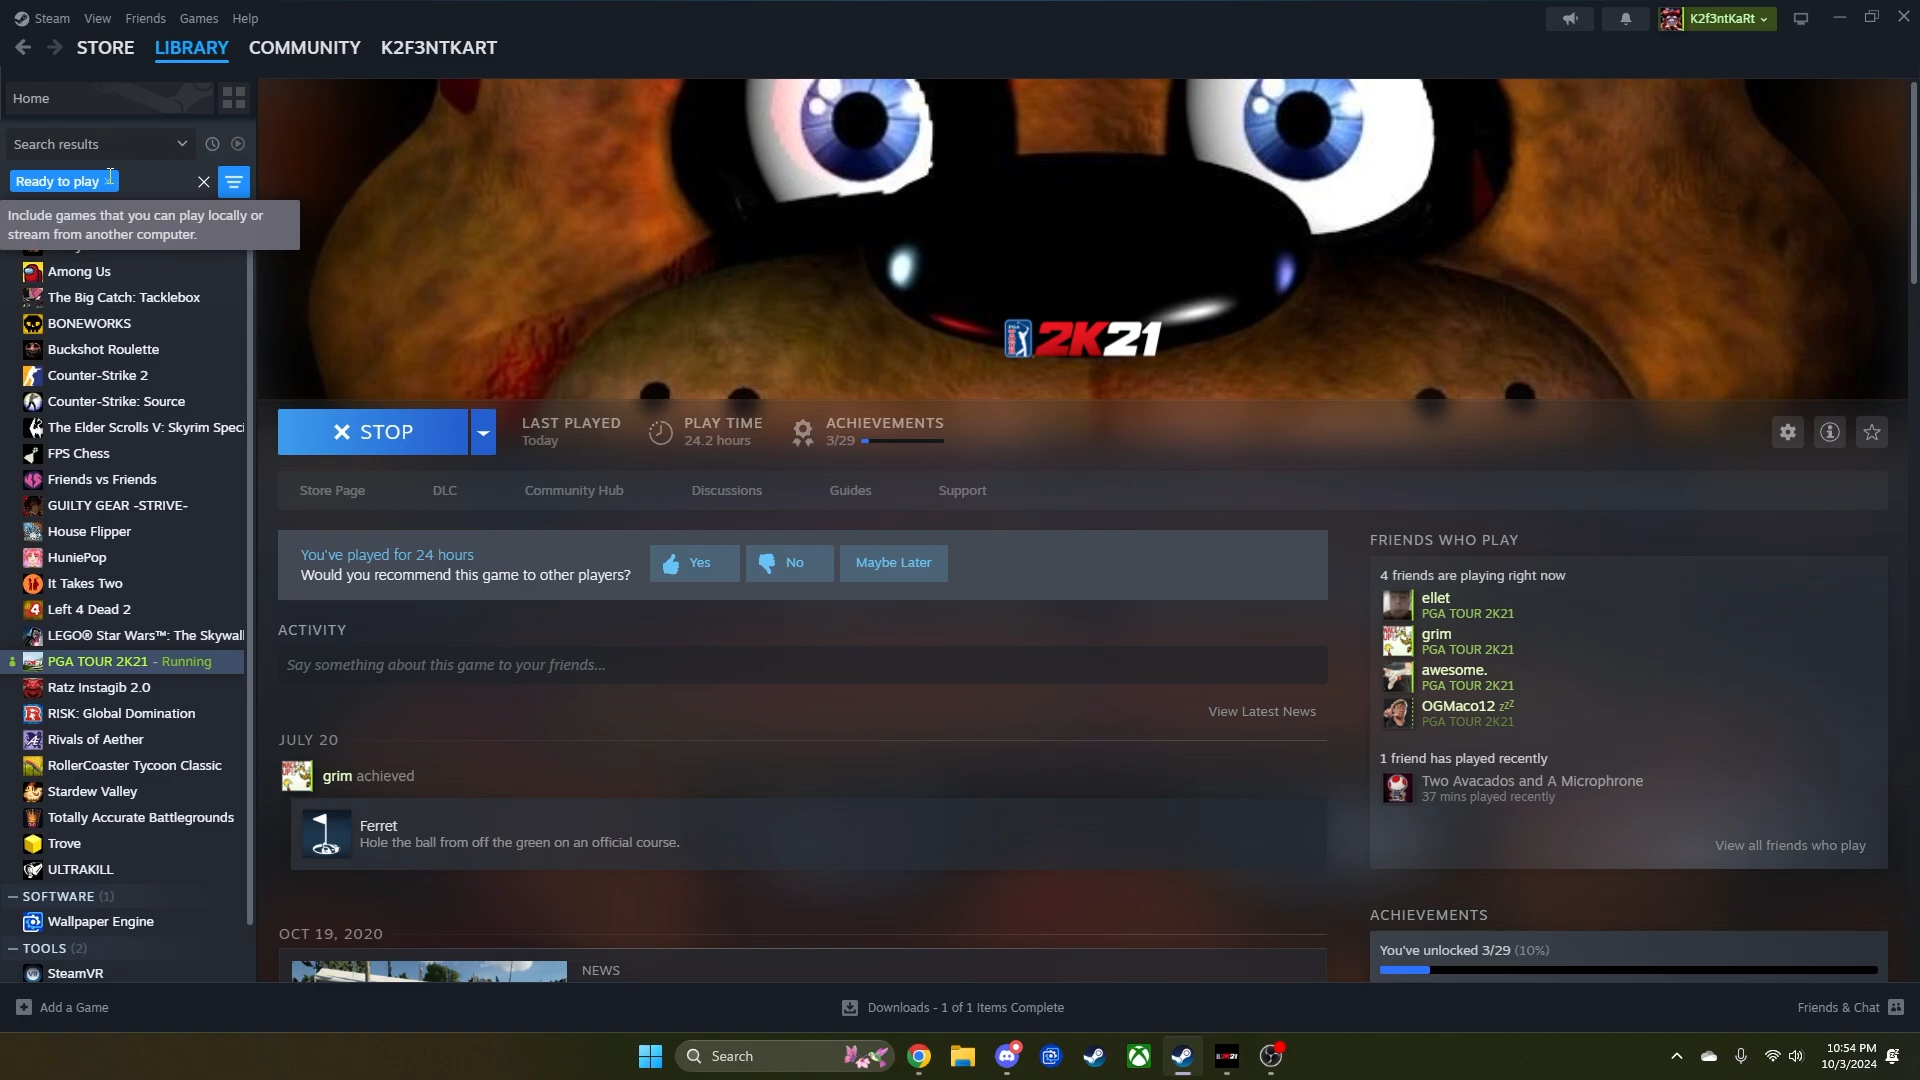 Steam View Friends Games Help
K2f3ntKaRt
STORE LIBRARY COMMUNITY K2F3NTKART
Home
Search results
Ready to play
Include games that you can play locally or
stream from another computer.
Among Us
The Big Catch: Tacklebox
BONEWORKS
Buckshot Roulette
Counter-Strike 2
Counter-Strike: Source
The Elder Scrolls V: Skyrim Speci
FPS Chess
Friends vs Friends
GUILTY GEAR -STRIVE-
House Flipper
HuniePop
It Takes Two
Left 4 Dead 2
LEGO® Star Wars™: The Skywall
PGA TOUR 2K21 - Running
Ratz Instagib 2.0
RISK: Global Domination
Rivals of Aether
RollerCoaster Tycoon Classic
Stardew Valley
Totally Accurate Battlegrounds
Trove
ULTRAKILL
SOFTWARE (1)
Wallpaper Engine
TOOLS (2)
SteamVR
2K21
STOP
LAST PLAYED
Today
PLAY TIME
24.2 hours
ACHIEVEMENTS
3/29
Store Page DLC Community Hub Discussions Guides Support
You've played for 24 hours
Would you recommend this game to other players?
Yes No Maybe Later
ACTIVITY
Say something about this game to your friends...
View Latest News
JULY 20
grim achieved
Ferret
Hole the ball from off the green on an official course.
OCT 19, 2020
NEWS
FRIENDS WHO PLAY
4 friends are playing right now
ellet
PGA TOUR 2K21
grim
PGA TOUR 2K21
awesome.
PGA TOUR 2K21
OGMaco12 zzz
PGA TOUR 2K21
1 friend has played recently
Two Avacados and A Microphrone
37 mins played recently
View all friends who play
ACHIEVEMENTS
You've unlocked 3/29 (10%)
Add a Game
Downloads - 1 of 1 Items Complete
Friends & Chat
Search
10:54 PM
10/3/2024